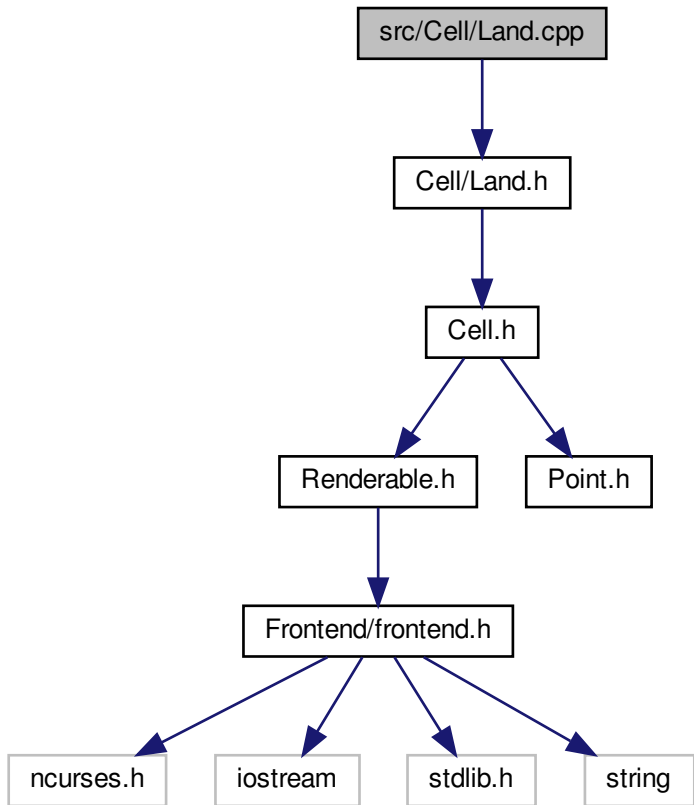 src/Cell/Land.cpp
Cell/Land.h
Cell.h
Renderable.h
Point.h
Frontend/frontend.h
ncurses.h
iostream
stdlib.h
string